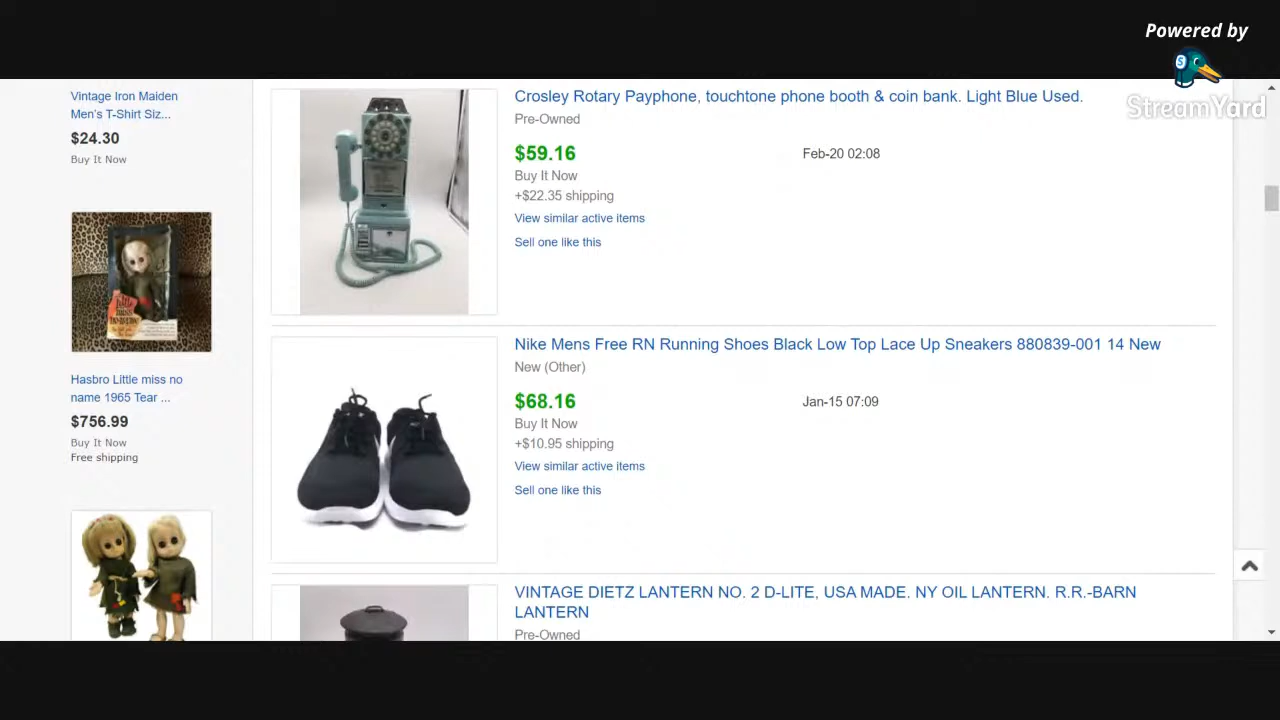 Powered by
StreamYard
Vintage Iron Maiden
Men's T-Shirt Siz...
$24.30
Buy It Now
Hasbro Little miss no
name 1965 Tear ...
$756.99
Buy It Now
Free shipping
Crosley Rotary Payphone, touchtone phone booth & coin bank. Light Blue Used.
Pre-Owned
$59.16
Feb-20 02:08
Buy It Now
+$22.35 shipping
View similar active items
Sell one like this
Nike Mens Free RN Running Shoes Black Low Top Lace Up Sneakers 880839-001 14 New
New (Other)
$68.16
Jan-15 07:09
Buy It Now
+$10.95 shipping
View similar active items
Sell one like this
VINTAGE DIETZ LANTERN NO. 2 D-LITE, USA MADE. NY OIL LANTERN. R.R.-BARN
LANTERN
Pre-Owned